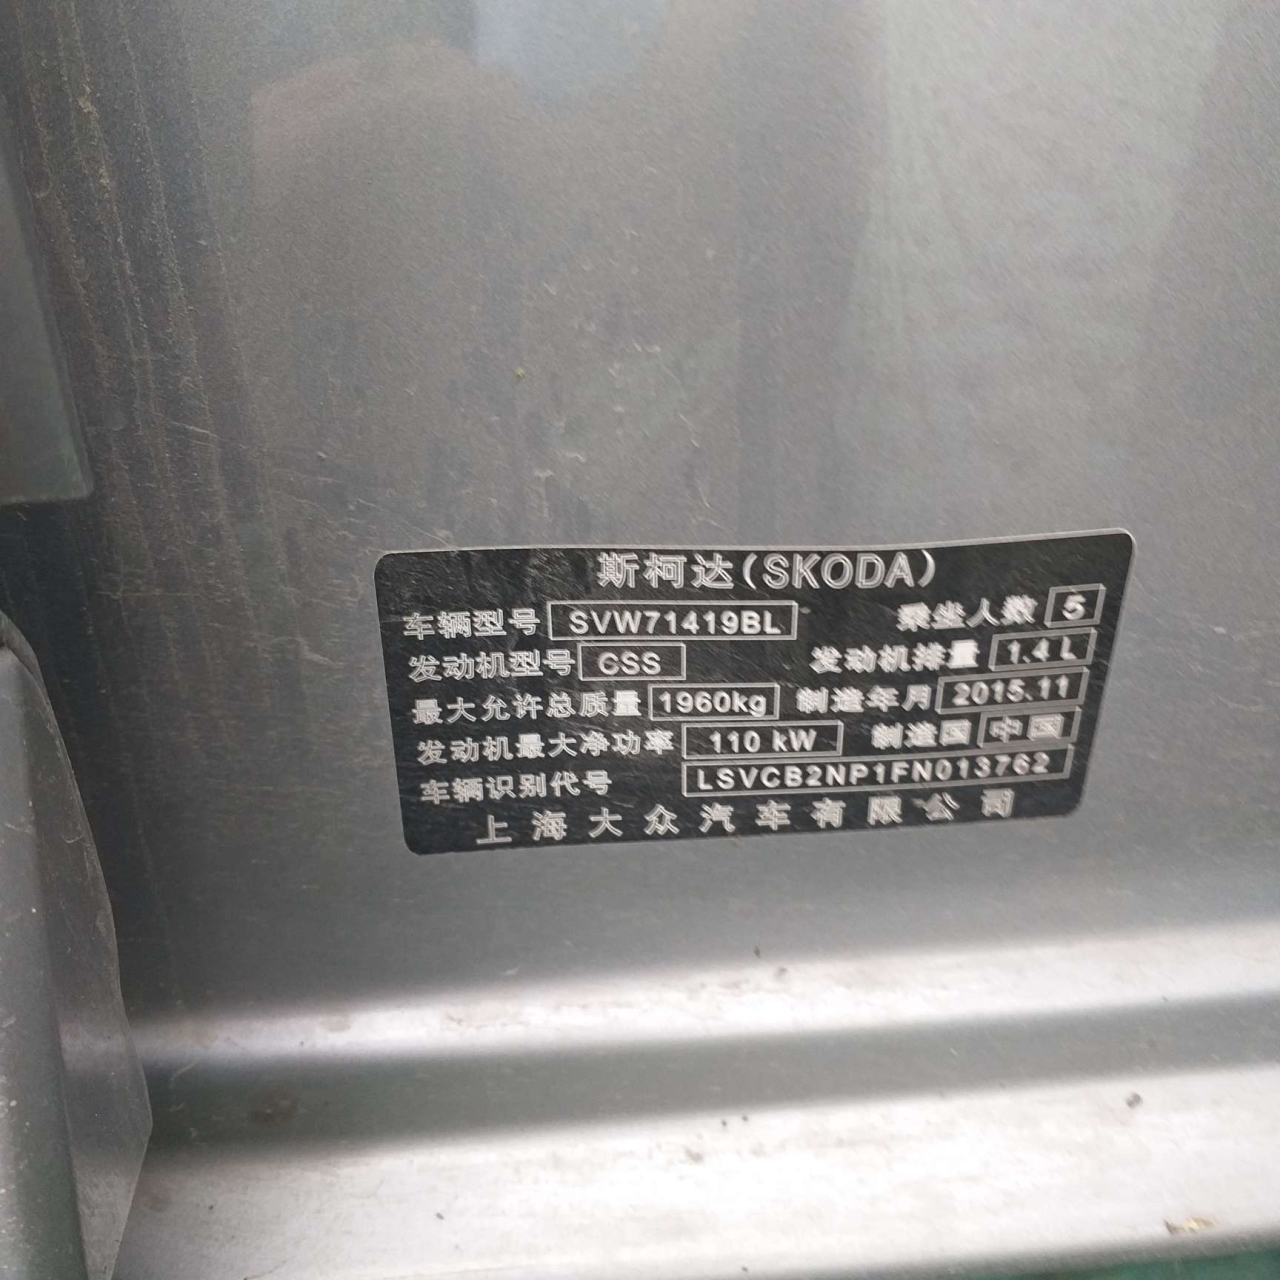 斯柯达(SKODA)
车辆型号 SVW71419BL 乘坐人数 5
发动机型号 CSS 发动机排量 1.4 L
最大允许总质量 1960kg 制造年月 2015.11
发动机最大净功率 110 kW 制造国 中国
车辆识别代号 LSVCB2NP1FN013762
上海大众汽车有限公司